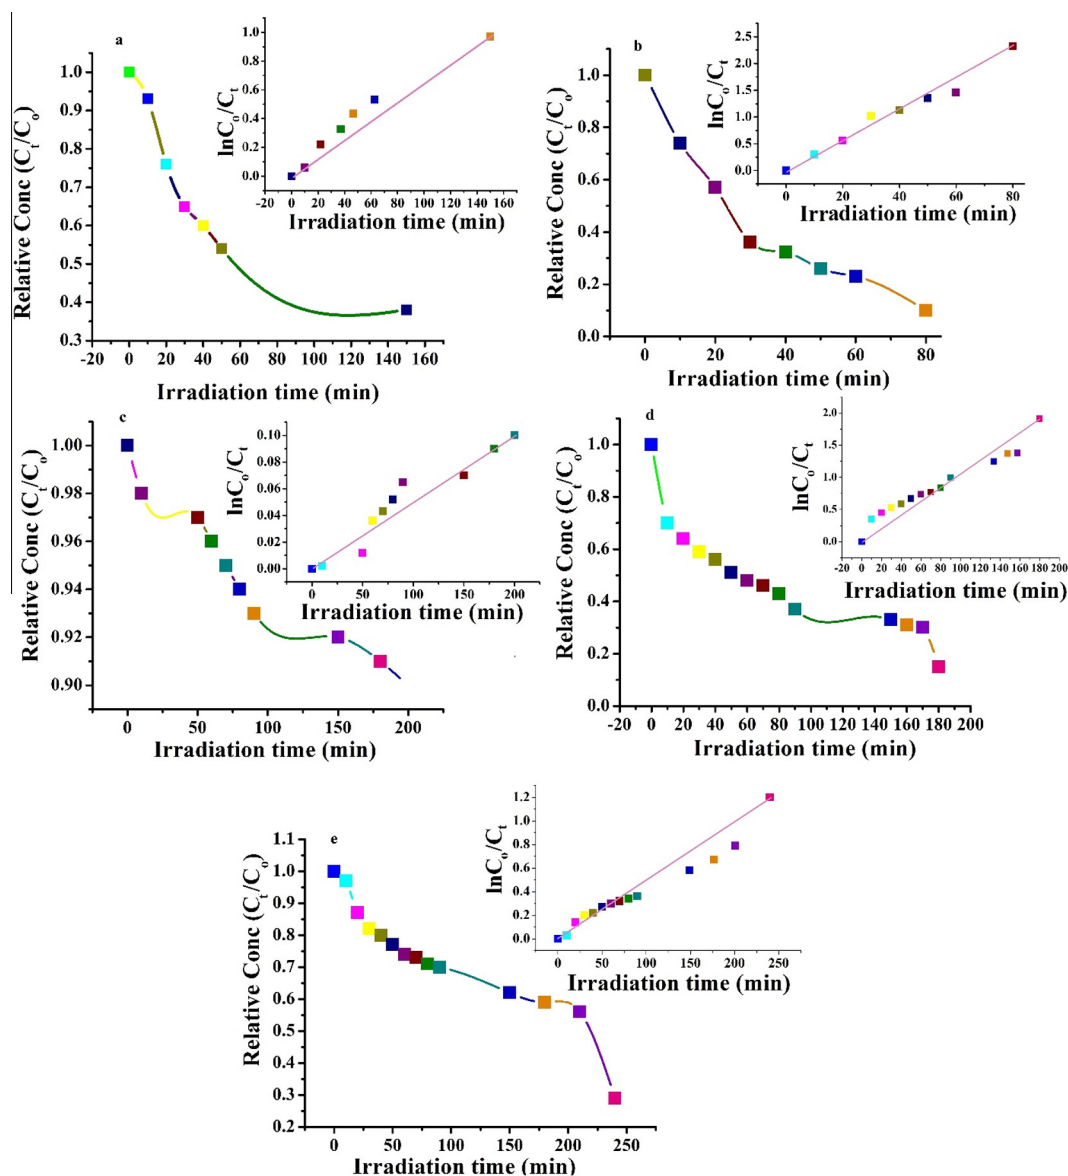 a
Relative Conc (Cₜ/Cₒ)
1.0
0.9
0.8
0.7
0.6
0.5
0.4
0.3
-20 0 20 40 60 80 100 120 140 160
Irradiation time (min)
lnCₒ/Cₜ
1.0
0.8
0.6
0.4
0.2
0.0
-20 0 20 40 60 80 100 120 140 160
Irradiation time (min)
b
Relative Conc (Cₜ/Cₒ)
1.0
0.8
0.6
0.4
0.2
0.0
0 20 40 60 80
Irradiation time (min)
lnCₒ/Cₜ
2.5
2.0
1.5
1.0
0.5
0.0
0 20 40 60 80
Irradiation time (min)
c
Relative Conc (Cₜ/Cₒ)
1.00
0.98
0.96
0.94
0.92
0.90
0 50 100 150 200
Irradiation time (min)
lnCₒ/Cₜ
0.10
0.08
0.06
0.04
0.02
0.00
0 50 100 150 200
Irradiation time (min)
d
Relative Conc (Cₜ/Cₒ)
1.0
0.8
0.6
0.4
0.2
0.0
-20 0 20 40 60 80 100 120 140 160 180 200
Irradiation time (min)
lnCₒ/Cₜ
2.0
1.5
1.0
0.5
0.0
-20 0 20 40 60 80 100 120 140 160 180 200
Irradiation time (min)
e
Relative Conc (Cₜ/Cₒ)
1.1
1.0
0.9
0.8
0.7
0.6
0.5
0.4
0.3
0.2
0 50 100 150 200 250
Irradiation time (min)
lnCₒ/Cₜ
1.2
1.0
0.8
0.6
0.4
0.2
0.0
0 50 100 150 200 250
Irradiation time (min)